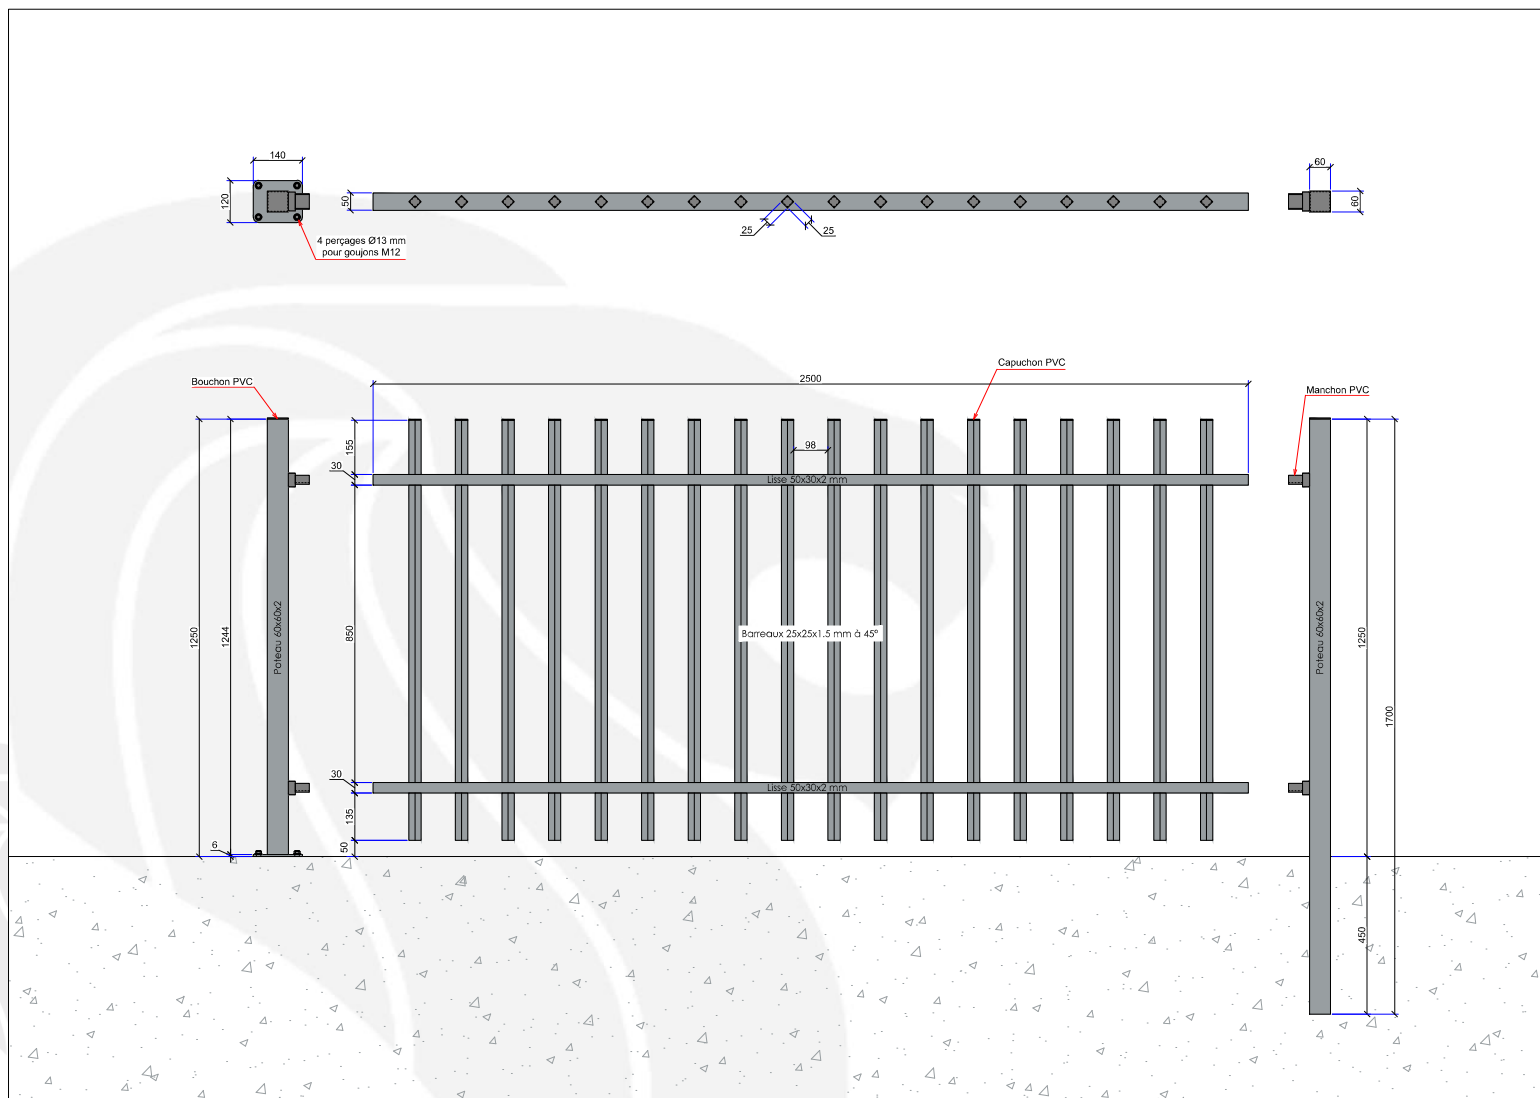 140
120
4 perçages Ø13 mm
pour goujons M12
50
25
25
60
60
Bouchon PVC
2500
Capuchon PVC
Manchon PVC
155
98
30
Lisse 50x30x2 mm
1250
1244
Poteau 60x60x2
850
Barreaux 25x25x1.5 mm à 45°
Poteau 60x60x2
1250
1700
30
Lisse 50x30x2 mm
135
6
50
450